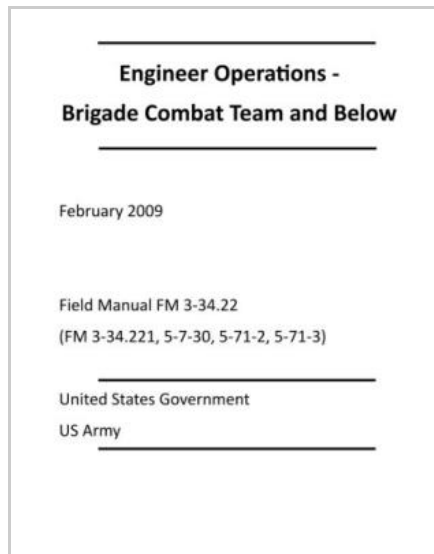 Engineer Operations -
Brigade Combat Team and Below
February 2009
Field Manual FM 3-34.22
(FM 3-34.221, 5-7-30, 5-71-2, 5-71-3)
United States Government
US Army